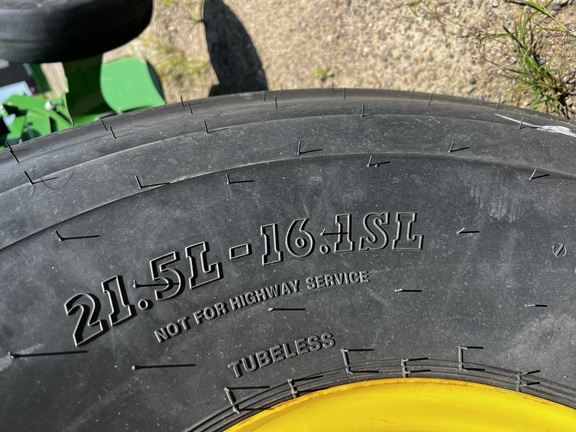 21.5L-16.1SL
NOT FOR HIGHWAY SERVICE
TUBELESS